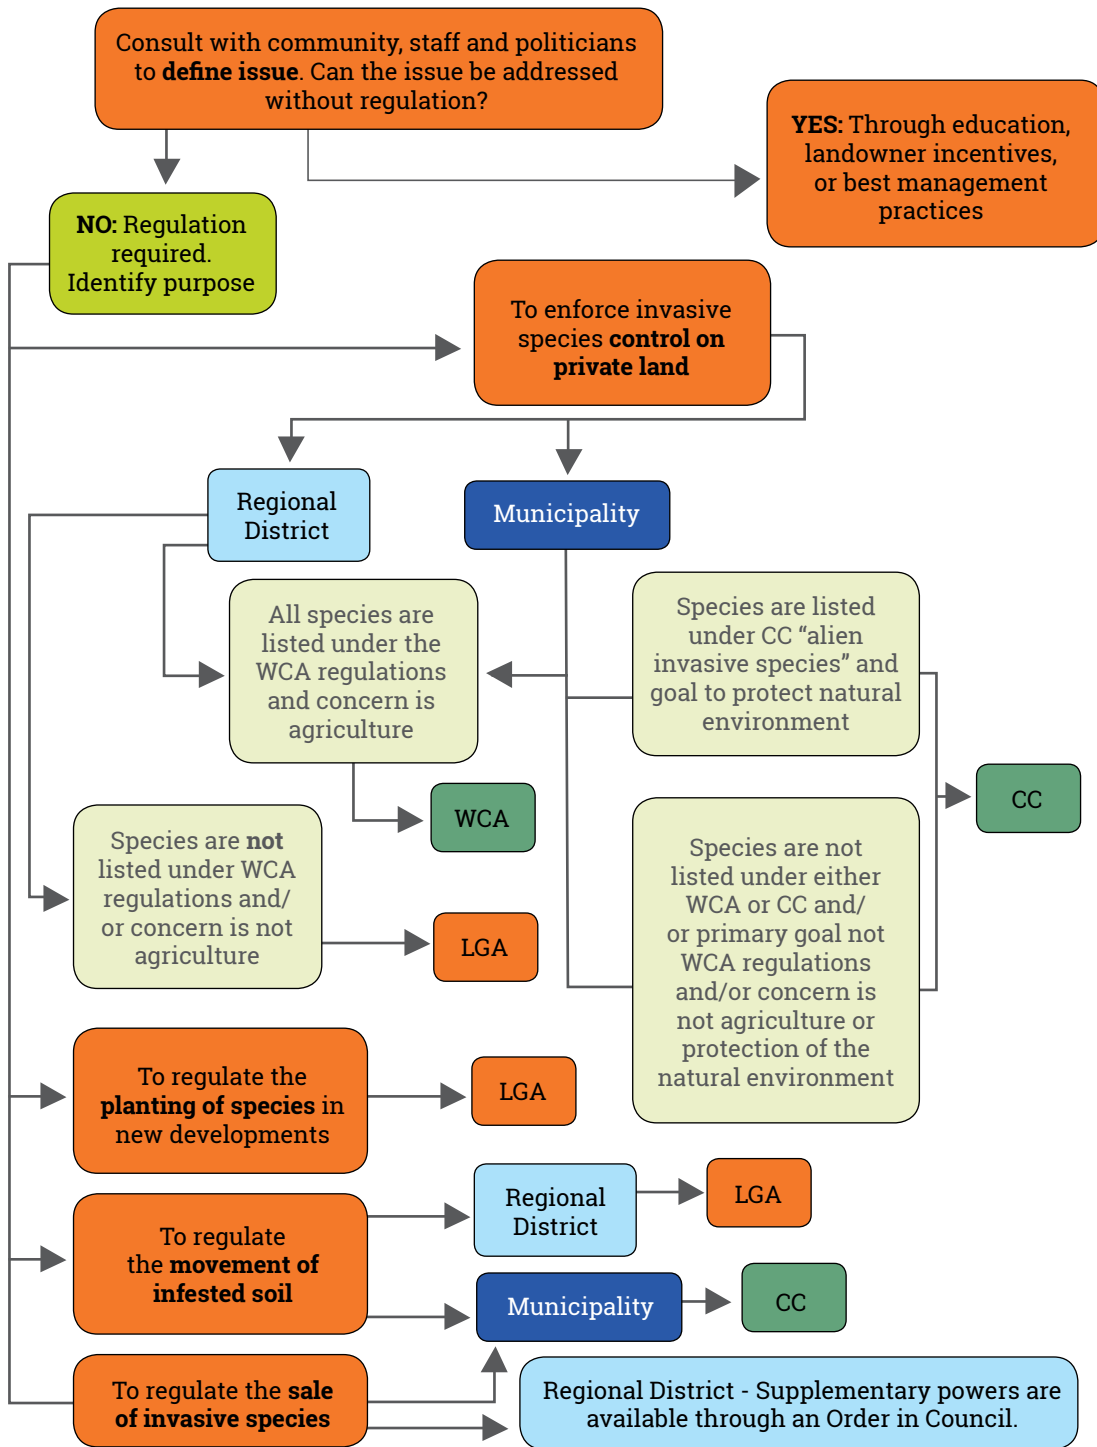 Consult with community, staff and politicians
to define issue. Can the issue be addressed
without regulation?
YES: Through education,
landowner incentives,
or best management
practices
NO: Regulation
required.
Identify purpose
To enforce invasive
species control on
private land
Regional
District
Municipality
All species are
listed under the
WCA regulations
and concern is
agriculture
Species are listed
under CC “alien
invasive species” and
goal to protect natural
environment
WCA
CC
Species are not
listed under WCA
regulations and/
or concern is not
agriculture
LGA
Species are not
listed under either
WCA or CC and/
or primary goal not
WCA regulations
and/or concern is
not agriculture or
protection of the
natural environment
To regulate the
planting of species in
new developments
LGA
To regulate
the movement of
infested soil
Regional
District
LGA
Municipality
CC
To regulate the sale
of invasive species
Regional District - Supplementary powers are
available through an Order in Council.